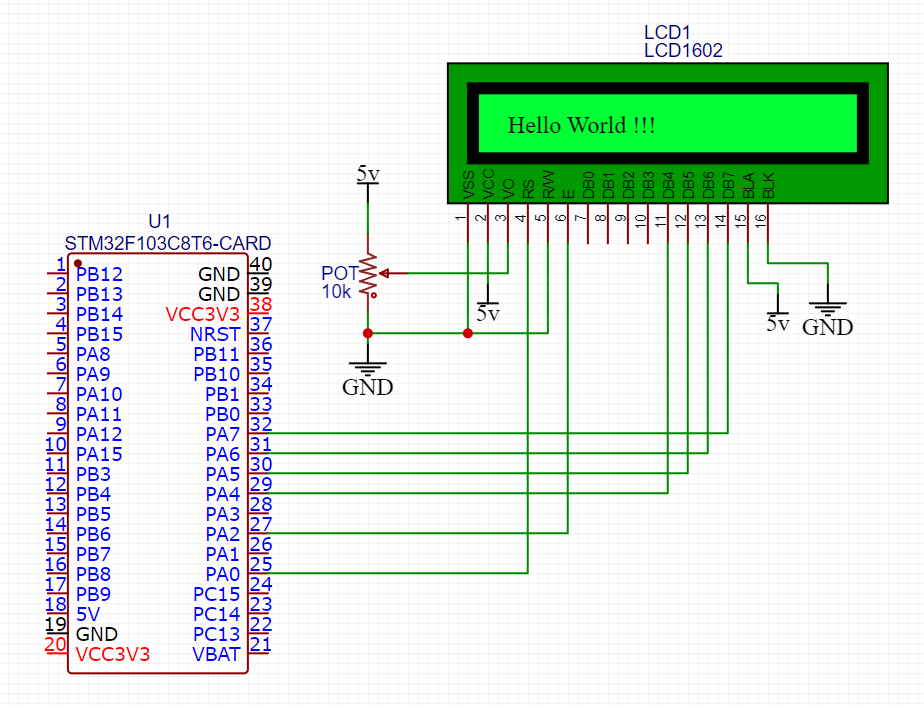 LCD1
LCD1602
Hello World !!!
VSS VCC VO RS R/W E DB0 DB1 DB2 DB3 DB4 DB5 DB6 DB7 BLA BLK
1 2 3 4 5 6 7 8 9 10 11 12 13 14 15 16
5v
POT
10k
GND
5v
5v
GND
U1
STM32F103C8T6-CARD
1 PB12 GND 40
2 PB13 GND 39
3 PB14 VCC3V3 38
4 PB15 NRST 37
5 PA8 PB11 36
6 PA9 PB10 35
7 PA10 PB1 34
8 PA11 PB0 33
9 PA12 PA7 32
10 PA15 PA6 31
11 PB3 PA5 30
12 PB4 PA4 29
13 PB5 PA3 28
14 PB6 PA2 27
15 PB7 PA1 26
16 PB8 PA0 25
17 PB9 PC15 24
18 5V PC14 23
19 GND PC13 22
20 VCC3V3 VBAT 21